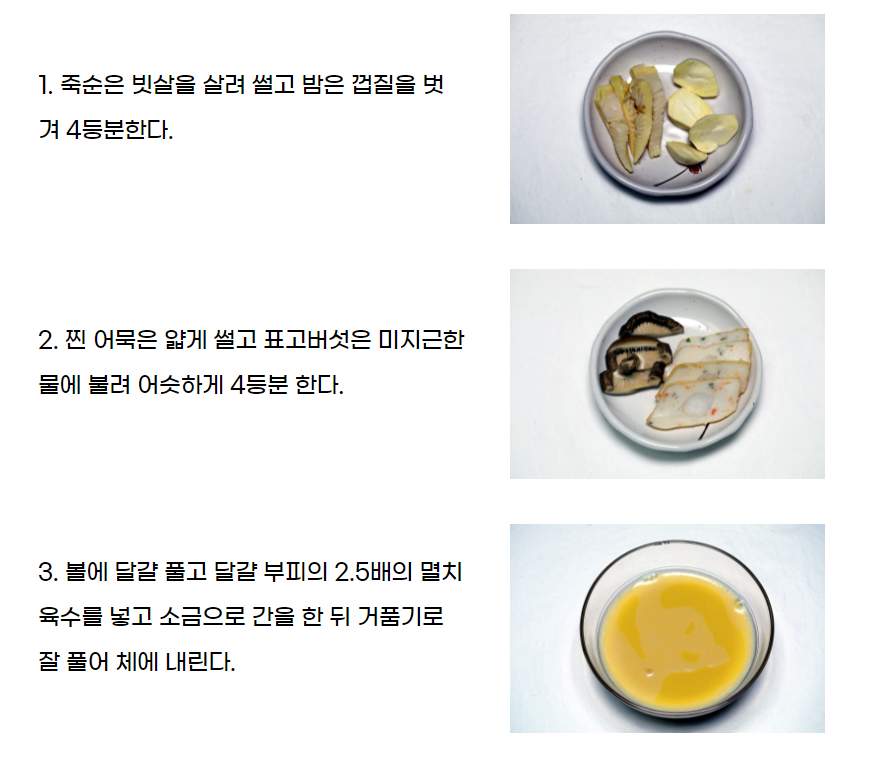 1. 죽순은 빗살을 살려 썰고 밤은 껍질을 벗
겨 4등분한다.
2. 찐 어묵은 얇게 썰고 표고버섯은 미지근한
물에 불려 어슷하게 4등분 한다.
3. 볼에 달걀 풀고 달걀 부피의 2.5배의 멸치
육수를 넣고 소금으로 간을 한 뒤 거품기로
잘 풀어 체에 내린다.